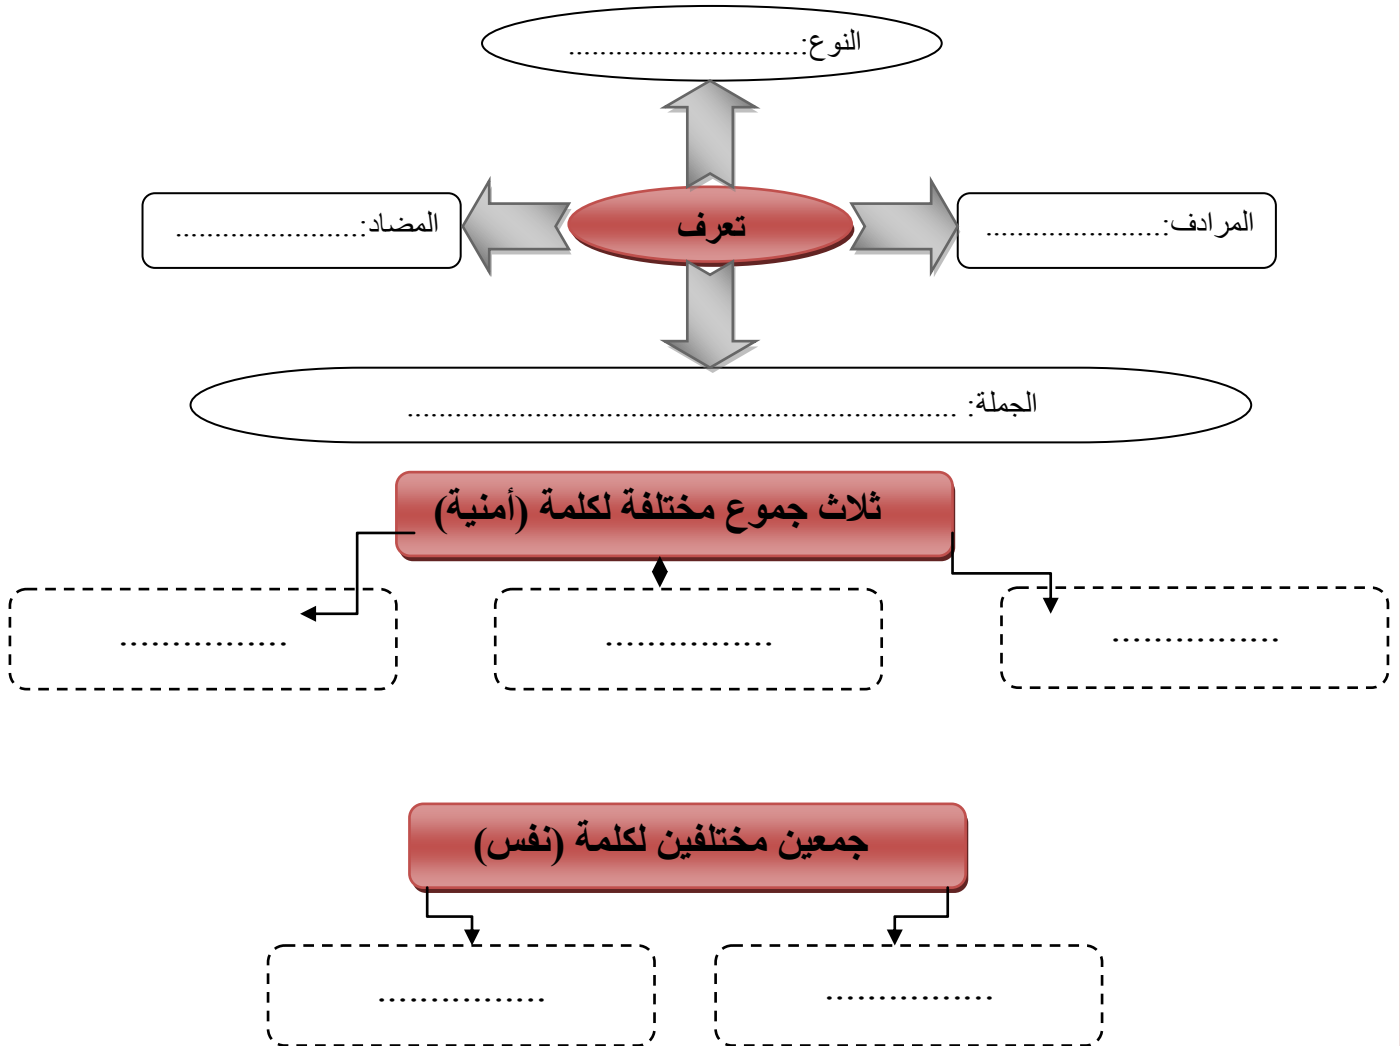 النوع:.............................
تعرف
المرادف:.......................
المضاد:........................
الجملة: .....................................................................
ثلاث جموع مختلفة لكلمة (أمنية)
................
................
................
جمعين مختلفين لكلمة (نفس)
................
................